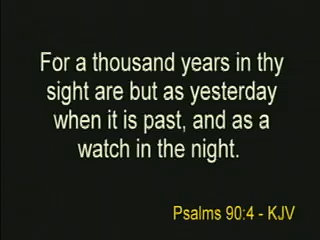 For a thousand years in thy
sight are but as yesterday
when it is past, and as a
watch in the night.
Psalms 90:4 - KJV